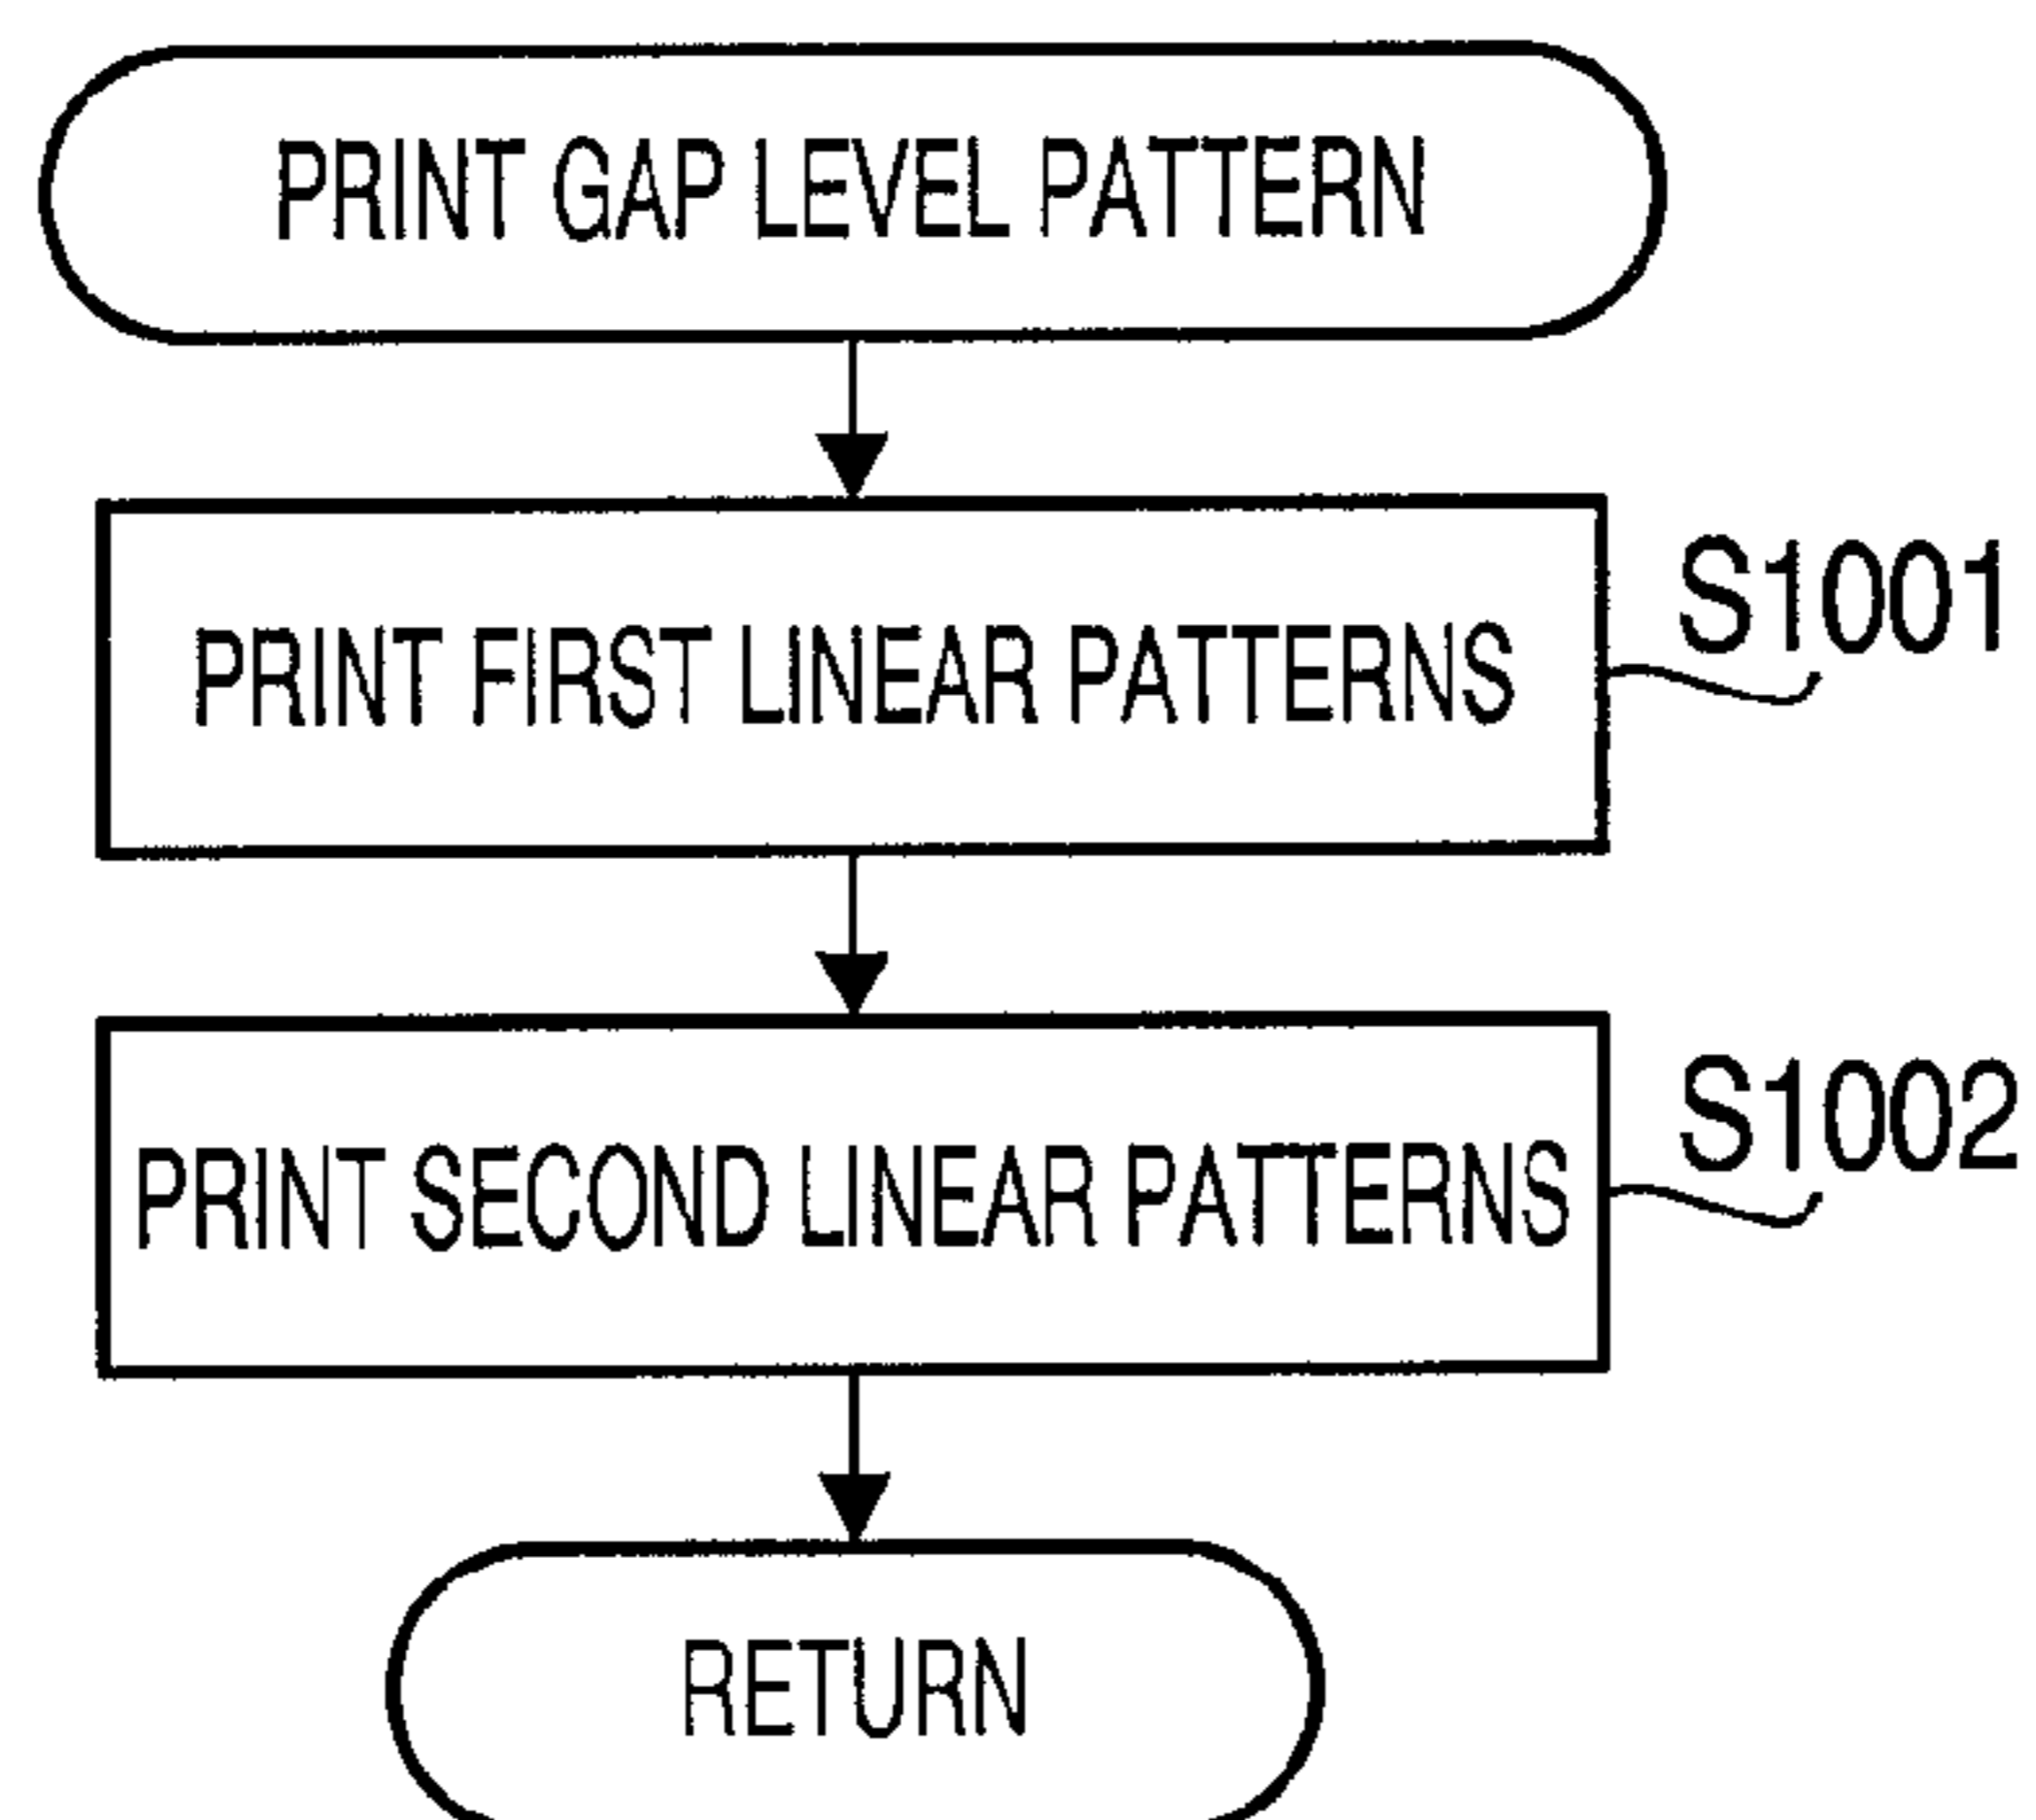 PRINT GAP LEVEL PATTERN
PRINT FIRST LINEAR PATTERNS
S1001
PRINT SECOND LINEAR PATTERNS
S1002
RETURN